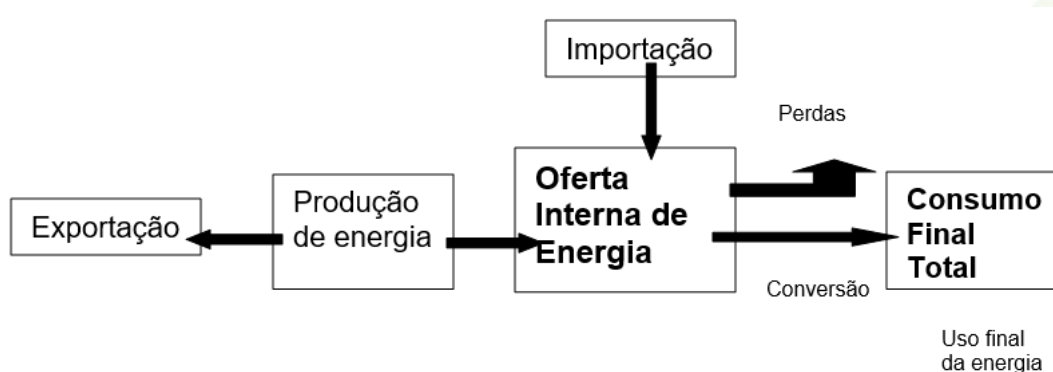 Importação
Perdas
Exportação
Produção
de energia
Oferta
Interna de
Energia
Conversão
Consumo
Final
Total
Uso final
da energia